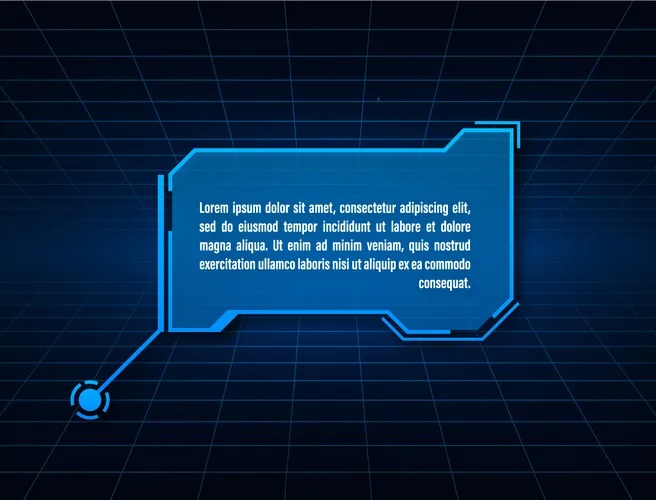 Lorem ipsum dolor sit amet, consectetur adipiscing elit,
sed do eiusmod tempor incididunt ut labore et dolore
magna aliqua. Ut enim ad minim veniam, quis nostrud
exercitation ullamco laboris nisi ut aliquip ex ea commodo
consequat.